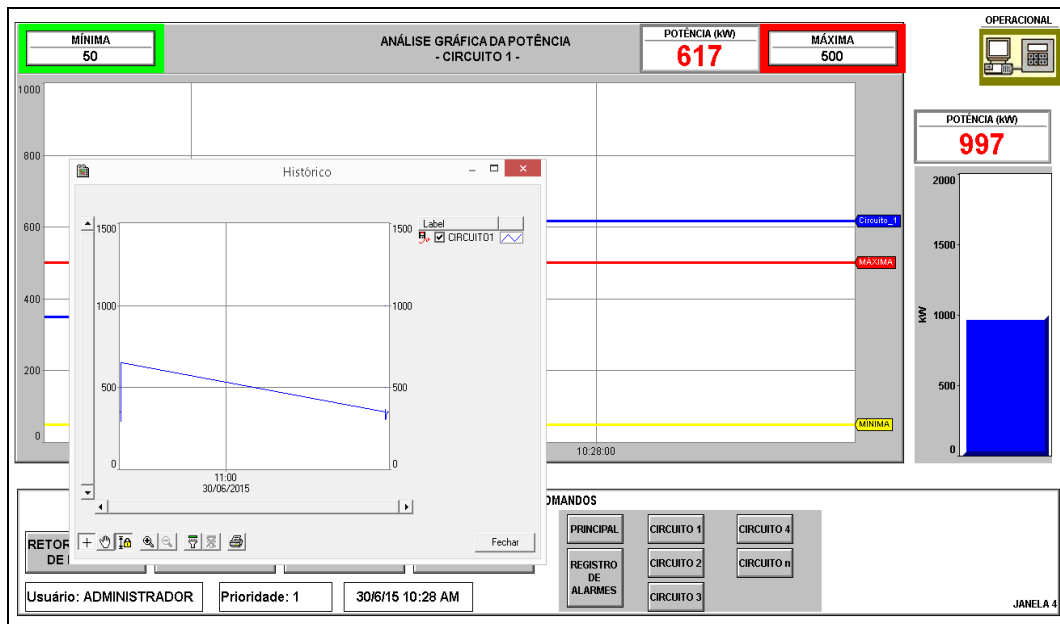 OPERACIONAL
MÍNIMA
50
ANÁLISE GRÁFICA DA POTÊNCIA
- CIRCUITO 1 -
POTÊNCIA (kW)
617
MÁXIMA
500
1000
800
600
400
200
0
Circuito_1
MÁXIMA
MÍNIMA
10:28:00
POTÊNCIA (kW)
997
2000
1500
1000
500
0
kW
Histórico
1500
1000
500
0
1500
1000
500
0
11:00
30/06/2015
Label
CIRCUITO1
Fechar
OMANDOS
RETOR
DE
PRINCIPAL
CIRCUITO 1
CIRCUITO 4
REGISTRO
DE
ALARMES
CIRCUITO 2
CIRCUITO n
CIRCUITO 3
Usuário: ADMINISTRADOR
Prioridade: 1
30/6/15 10:28 AM
JANELA 4